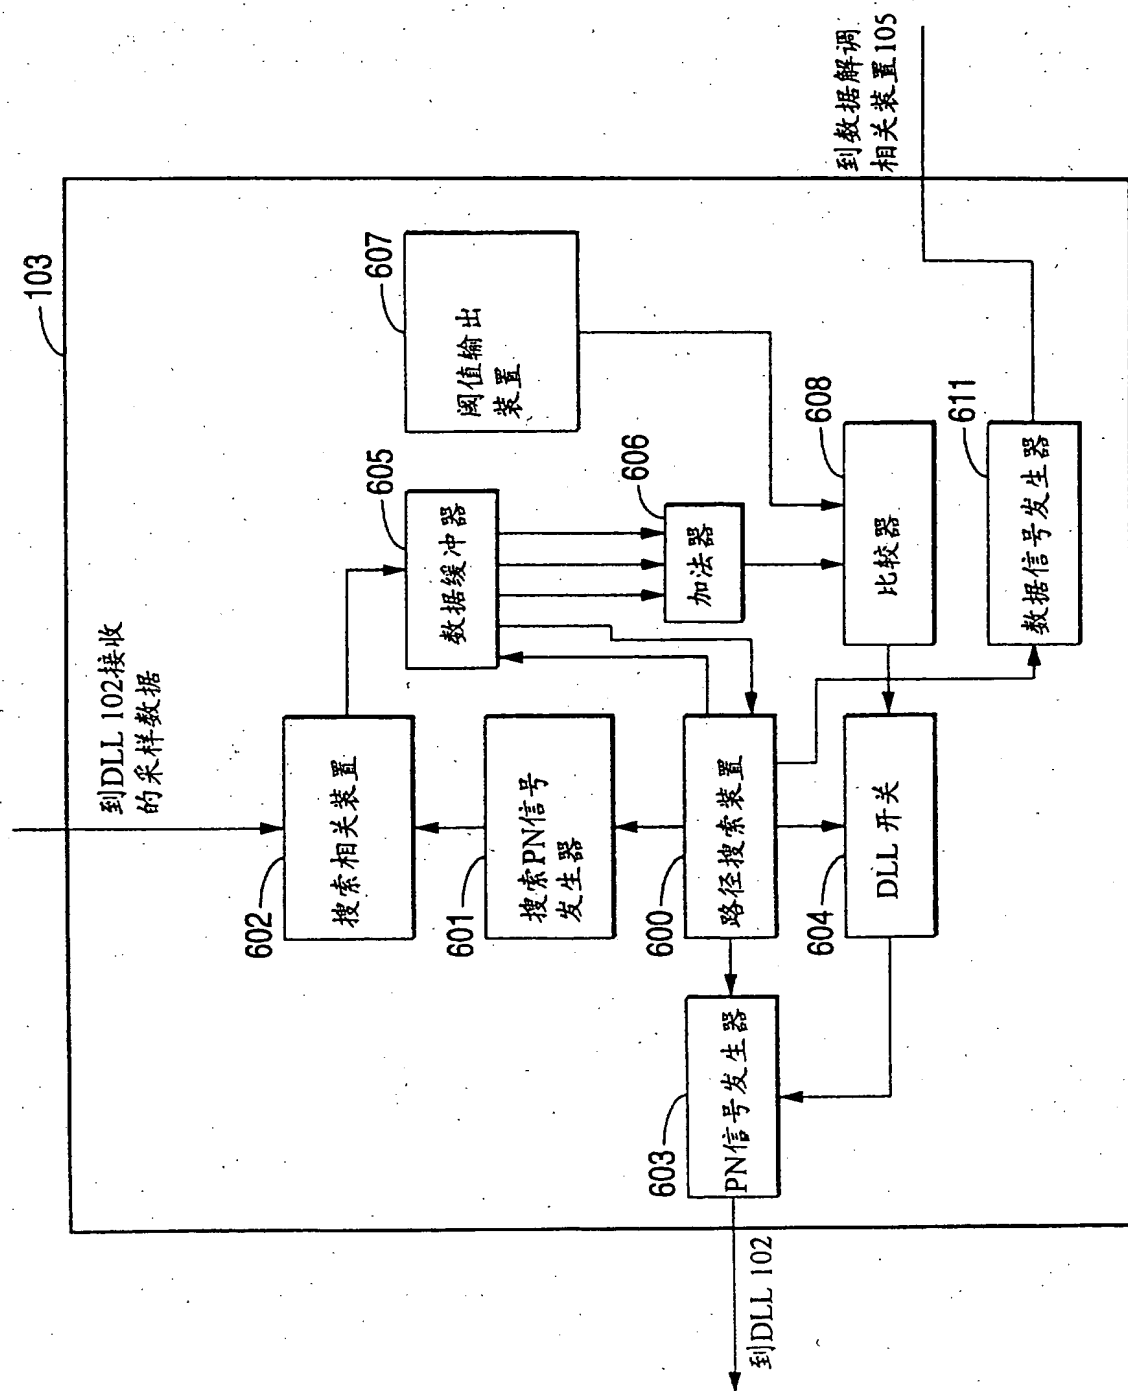 103
到DLL 102接收
的采样数据
602
搜索相关装置
601
搜索PN信号
发生器
600
路径搜索装置
603
PN信号发生器
到DLL 102
604
DLL 开关
605
数据缓冲器
606
加法器
607
阈值输出
装置
608
比较器
611
数据信号发生器
到数据解调
相关装置105